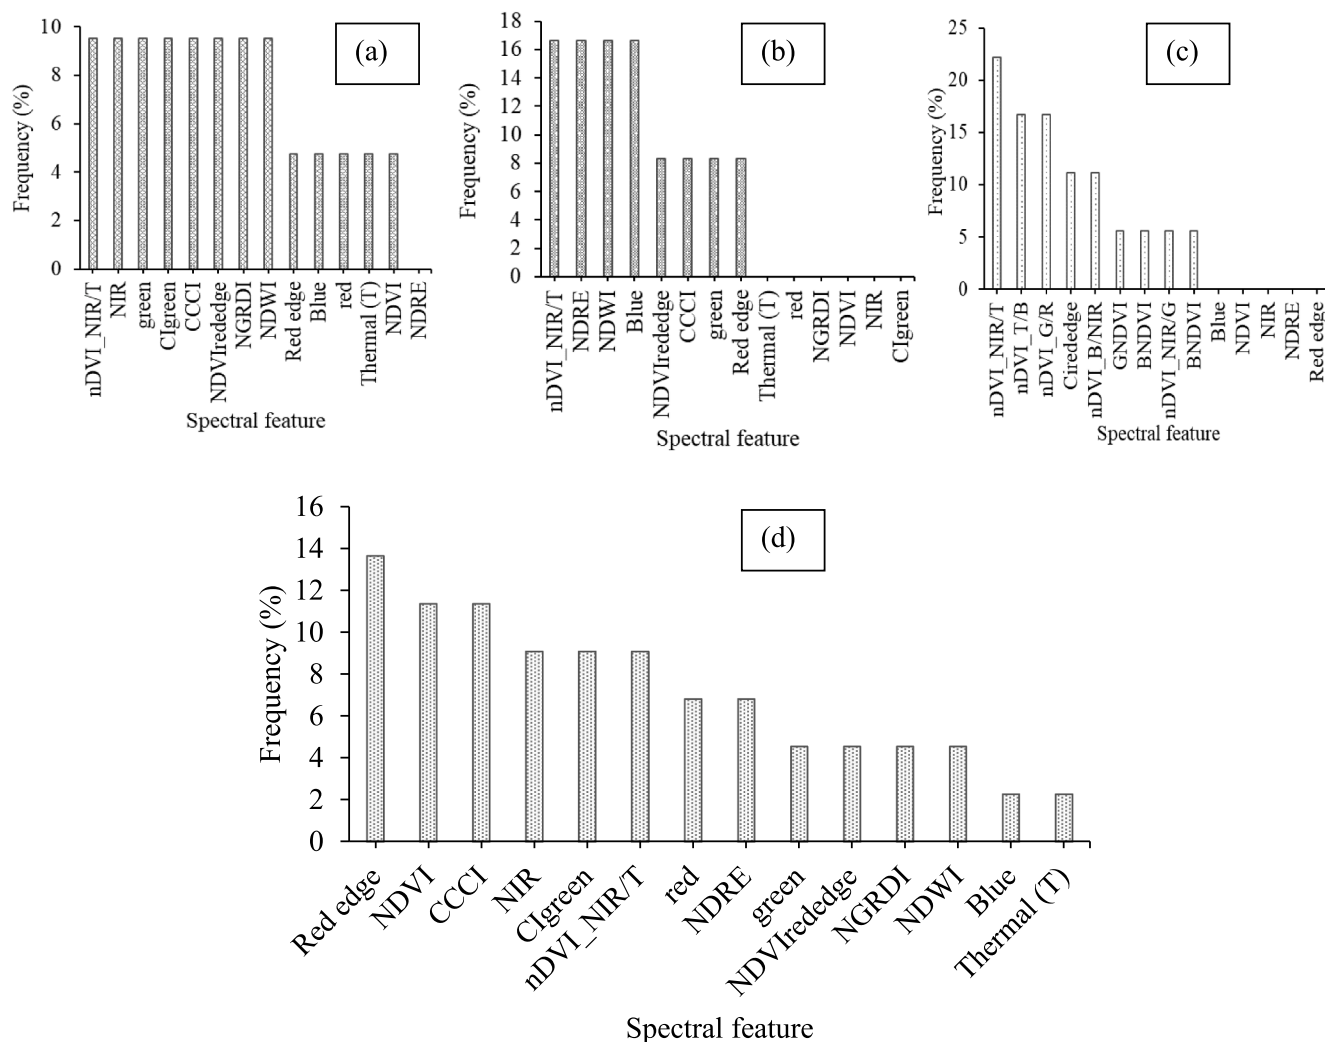 (a)
Frequency (%)
10
8
6
4
2
0
nDVI_NIR/T
NIR
green
CIgreen
CCCI
NDVIrededge
NGRDI
NDWI
Red edge
Blue
red
Thermal (T)
NDVI
NDRE
Spectral feature
(b)
Frequency (%)
18
16
14
12
10
8
6
4
2
0
nDVI_NIR/T
NDRE
NDWI
Blue
NDVIrededge
CCCI
green
Red edge
Thermal (T)
red
NGRDI
NDVI
NIR
CIgreen
Spectral feature
(c)
Frequency (%)
25
20
15
10
5
0
nDVI_NIR/T
nDVI_T/B
nDVI_G/R
Cirededge
nDVI_B/NIR
GNDVI
BNDVI
nDVI_NIR/G
BNDVI
Blue
NDVI
NIR
NDRE
Red edge
Spectral feature
(d)
Frequency (%)
16
14
12
10
8
6
4
2
0
Red edge
NDVI
CCCI
NIR
CIgreen
nDVI_NIR/T
red
NDRE
green
NDVIrededge
NGRDI
NDWI
Blue
Thermal (T)
Spectral feature